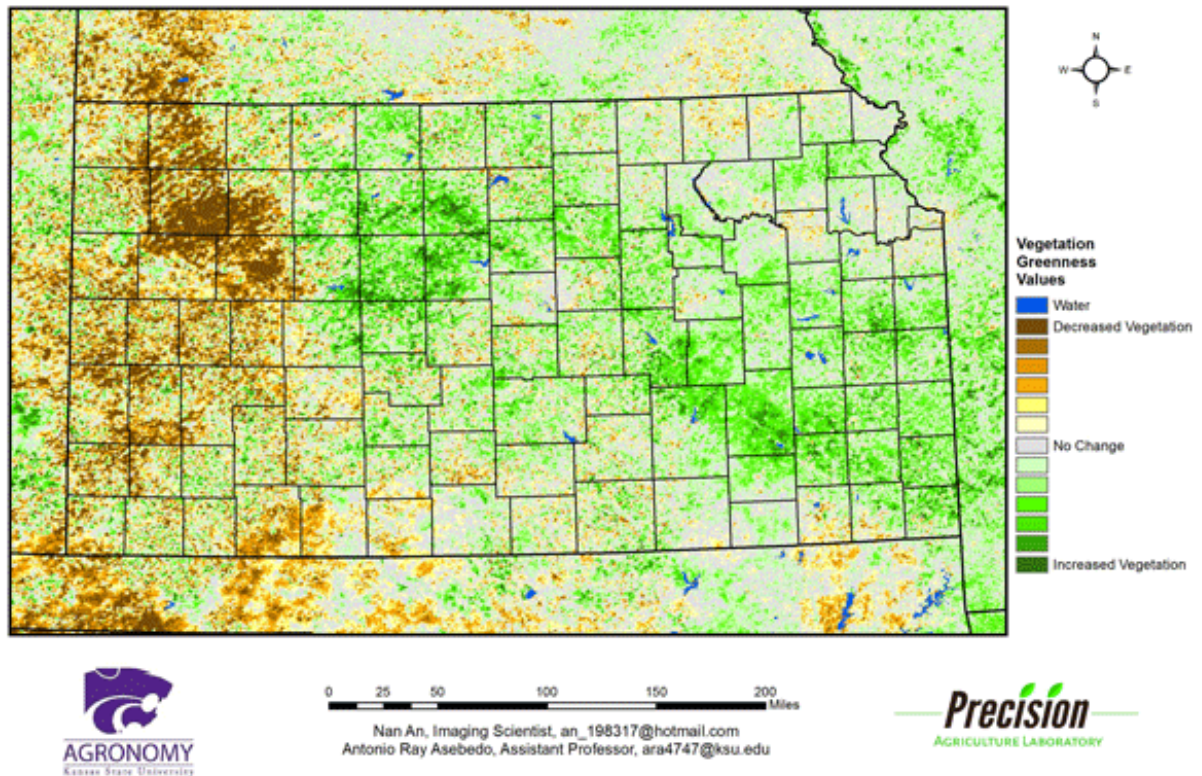 N
W
E
S
Vegetation
Greenness
Values
Water
Decreased Vegetation
No Change
Increased Vegetation
AGRONOMY
Kansas State University
0 25 50 100 150 200
Miles
Nan An, Imaging Scientist, an_198317@hotmail.com
Antonio Ray Asebedo, Assistant Professor, ara4747@ksu.edu
Precision
AGRICULTURE LABORATORY